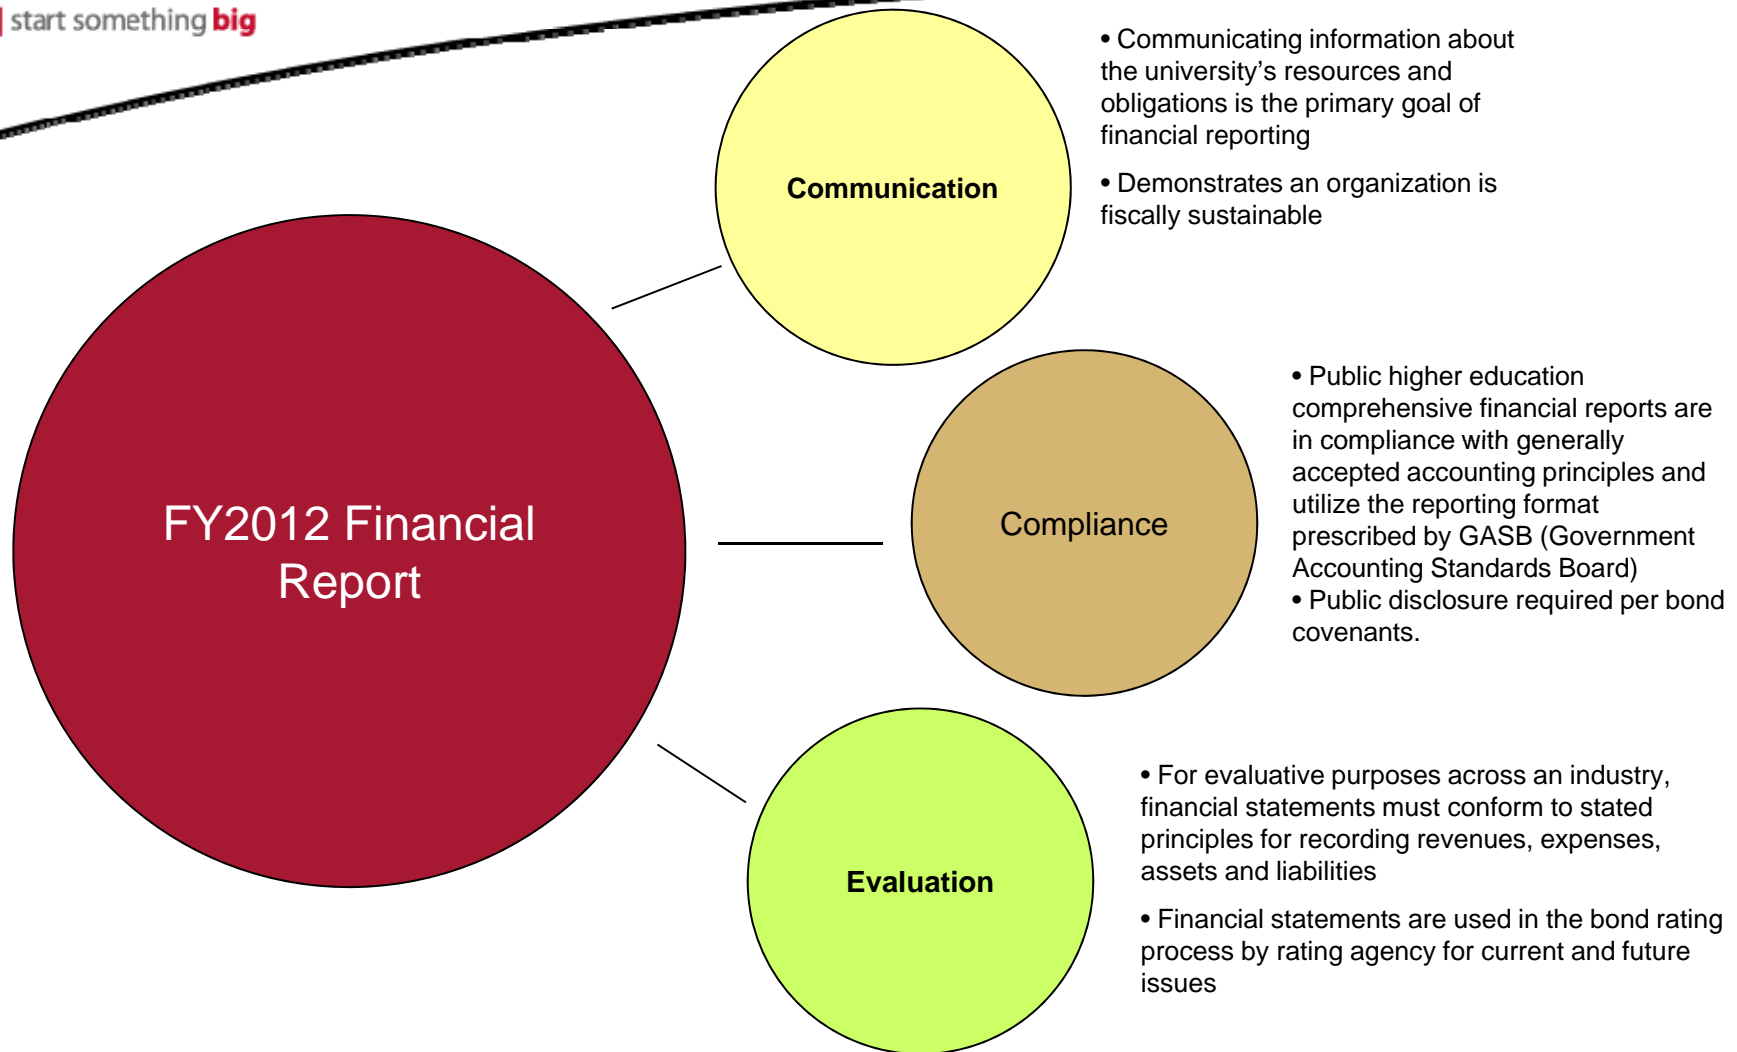 start something big
• Communicating information about
the university’s resources and
obligations is the primary goal of
financial reporting
• Demonstrates an organization is
fiscally sustainable
Communication
FY2012 Financial
Report
Compliance
• Public higher education
comprehensive financial reports are
in compliance with generally
accepted accounting principles and
utilize the reporting format
prescribed by GASB (Government
Accounting Standards Board)
• Public disclosure required per bond
covenants.
Evaluation
• For evaluative purposes across an industry,
financial statements must conform to stated
principles for recording revenues, expenses,
assets and liabilities
• Financial statements are used in the bond rating
process by rating agency for current and future
issues